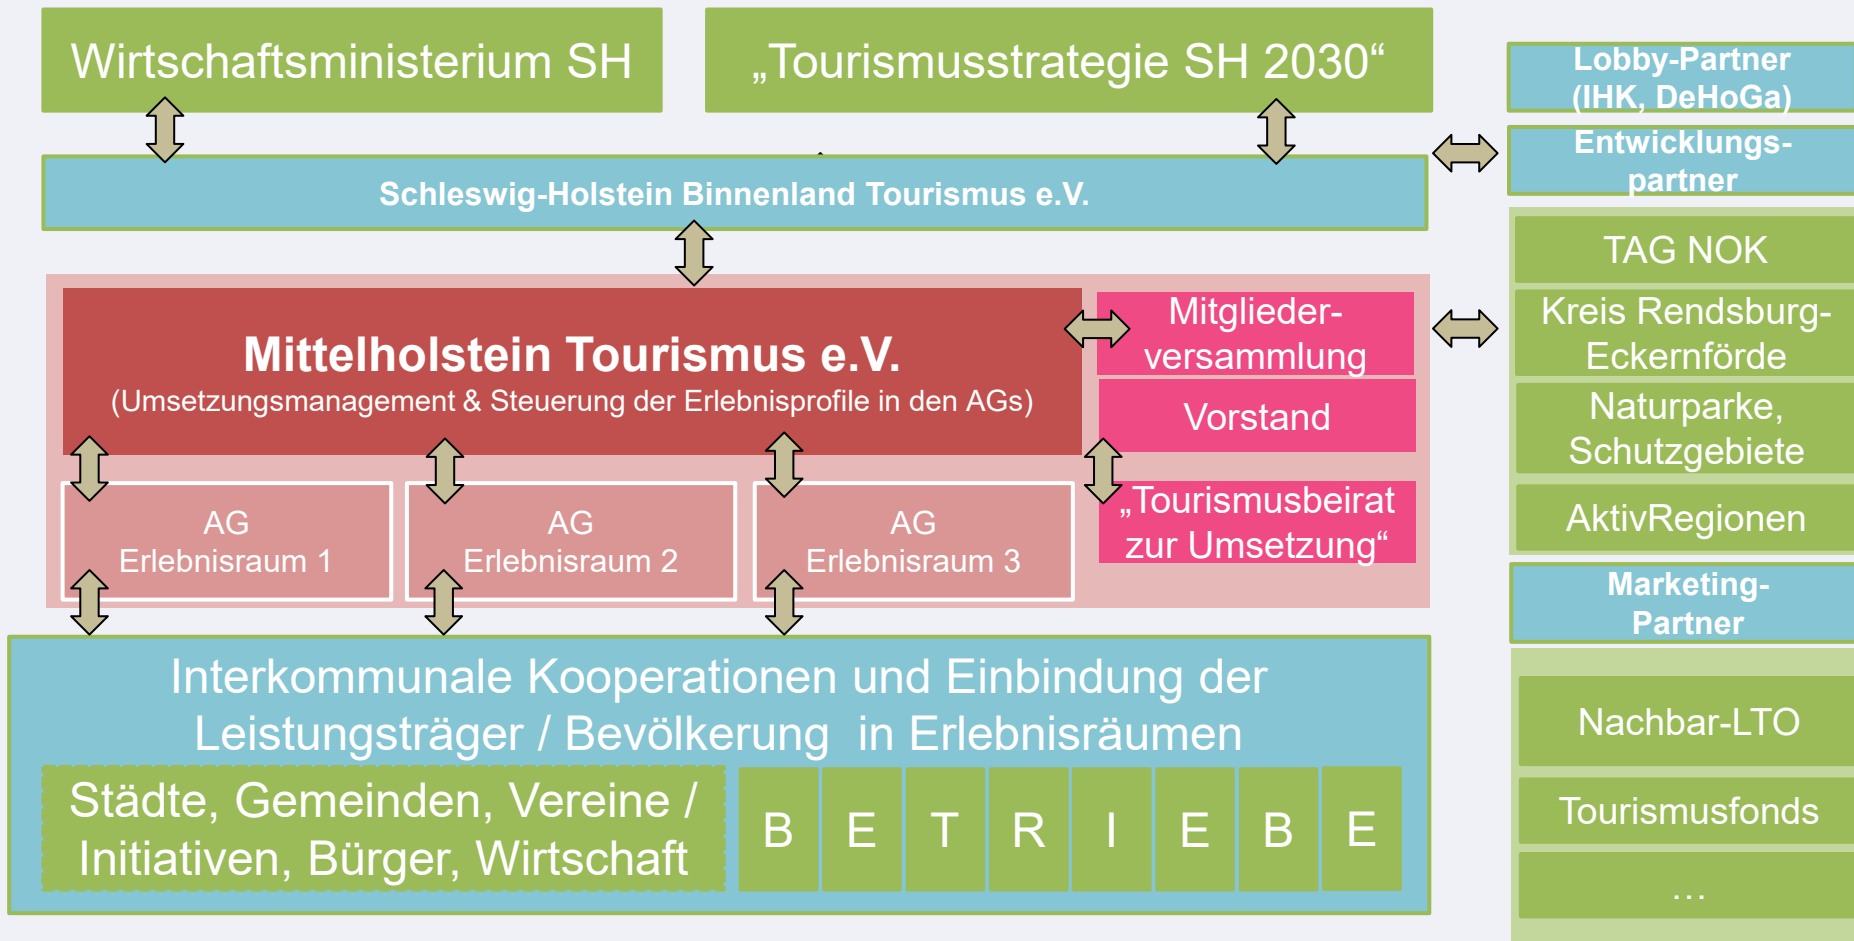 Wirtschaftsministerium SH
„Tourismusstrategie SH 2030“
Schleswig-Holstein Binnenland Tourismus e.V.
Mittelholstein Tourismus e.V.
(Umsetzungsmanagement & Steuerung der Erlebnisprofile in den AGs)
Mitglieder-
versammlung
Vorstand
„Tourismusbeirat
zur Umsetzung“
AG
Erlebnisraum 1
AG
Erlebnisraum 2
AG
Erlebnisraum 3
Interkommunale Kooperationen und Einbindung der
Leistungsträger / Bevölkerung in Erlebnisräumen
Städte, Gemeinden, Vereine /
Initiativen, Bürger, Wirtschaft
B E T R I E B E
Lobby-Partner
(IHK, DeHoGa)
Entwicklungs-
partner
TAG NOK
Kreis Rendsburg-
Eckernförde
Naturparke,
Schutzgebiete
AktivRegionen
Marketing-
Partner
Nachbar-LTO
Tourismusfonds
…